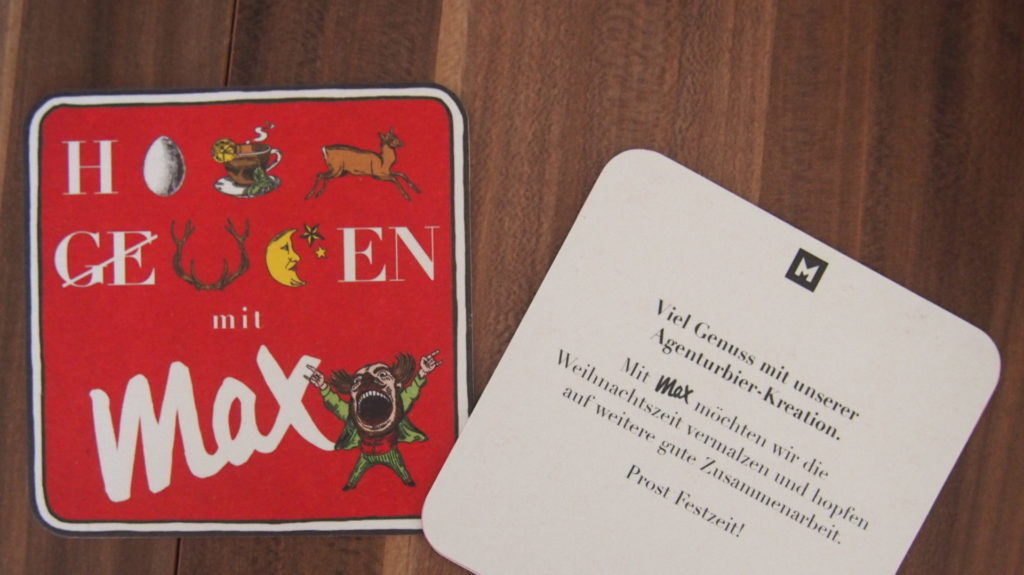 H
GE EN
mit
Max
M
Viel Genuss mit unserer
Agenturbier-Kreation.
Mit Max möchten wir die
Weihnachtszeit vermalzen und hopfen
auf weitere gute Zusammenarbeit.
Prost Festzeit!